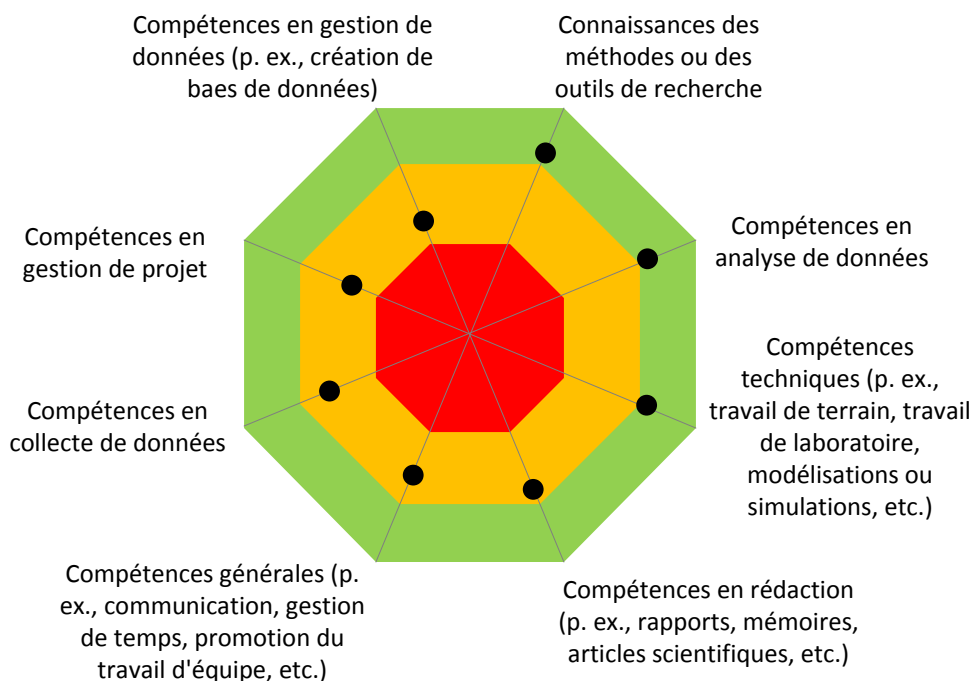 Compétences en gestion de
données (p. ex., création de
baes de données)
Connaissances des
méthodes ou des
outils de recherche
Compétences en
gestion de projet
Compétences en
analyse de données
Compétences
techniques (p. ex.,
travail de terrain, travail
de laboratoire,
modélisations ou
simulations, etc.)
Compétences en
collecte de données
Compétences générales (p.
ex., communication, gestion
de temps, promotion du
travail d'équipe, etc.)
Compétences en rédaction
(p. ex., rapports, mémoires,
articles scientifiques, etc.)